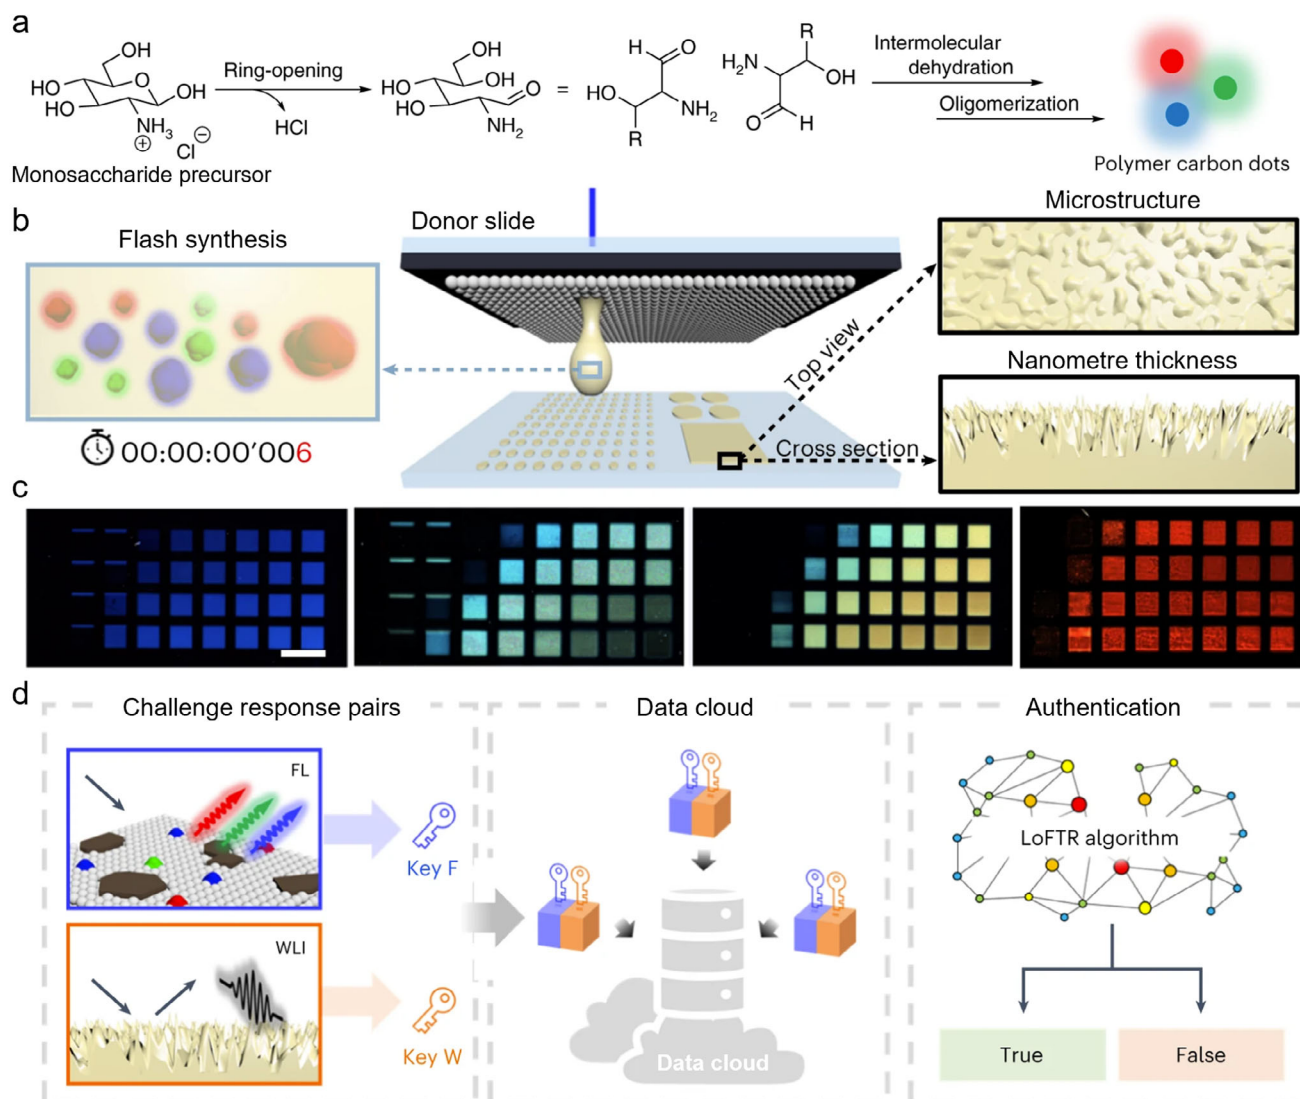 a
OH
HO
O
HO
OH
NH3
⊕
Cl⊖
Monosaccharide precursor
Ring-opening
HCl
OH
HO
OH
HO
O
NH2
=
H
O
HO
NH2
R
R
H2N
OH
O
H
Intermolecular
dehydration
Oligomerization
Polymer carbon dots
b
Flash synthesis
00:00:00'006
Donor slide
Top view
Cross section
Microstructure
Nanometre thickness
c
d
Challenge response pairs
FL
Key F
WLI
Key W
Data cloud
Data cloud
Authentication
LoFTR algorithm
True
False